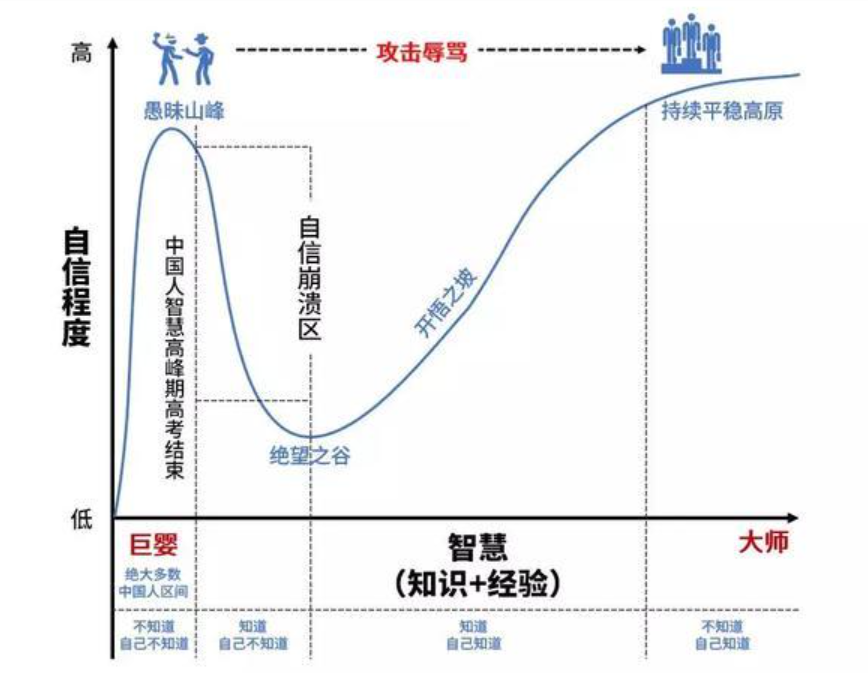 高
攻击辱骂
愚昧山峰
持续平稳高原
自信程度
中国人智慧高峰期高考结束
自信崩溃区
开悟之坡
绝望之谷
低
巨婴
智慧
（知识+经验）
大师
绝大多数
中国人区间
不知道
自己不知道
知道
自己不知道
知道
自己知道
不知道
自己知道